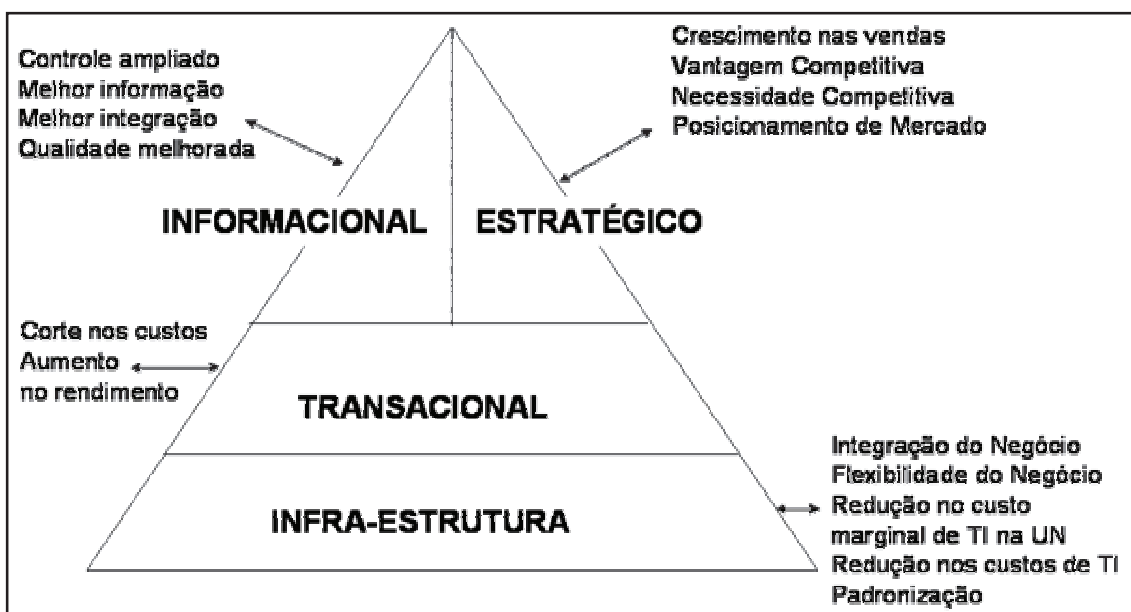 Controle ampliado
Melhor informação
Melhor integração
Qualidade melhorada
Crescimento nas vendas
Vantagem Competitiva
Necessidade Competitiva
Posicionamento de Mercado
INFORMACIONAL
ESTRATÉGICO
Corte nos custos
Aumento
no rendimento
TRANSACIONAL
INFRA-ESTRUTURA
Integração do Negócio
Flexibilidade do Negócio
Redução no custo
marginal de TI na UN
Redução nos custos de TI
Padronização